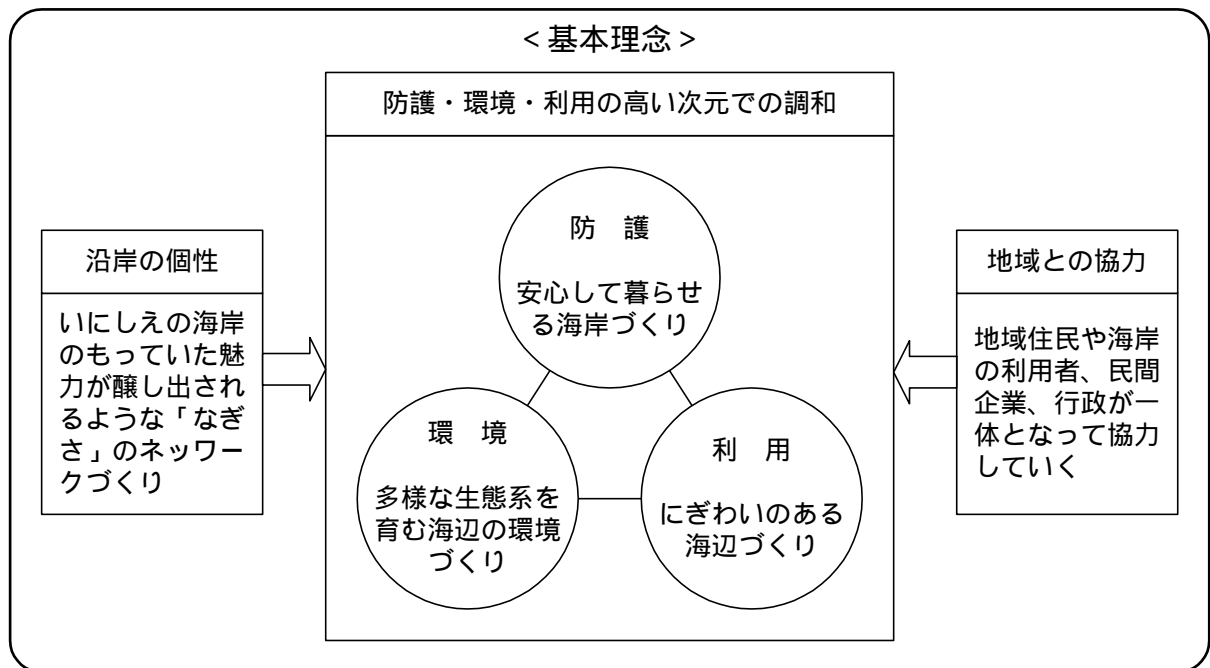 ＜基本理念＞
防護・環境・利用の高い次元での調和
沿岸の個性
いにしえの海岸
のもっていた魅
力が醸し出され
るような「なぎ
さ」のネッワー
クづくり
防　護
安心して暮らせ
る海岸づくり
環　境
多様な生態系を
育む海辺の環境
づくり
利　用
にぎわいのある
海辺づくり
地域との協力
地域住民や海岸
の利用者、民間
企業、行政が一
体となって協力
していく